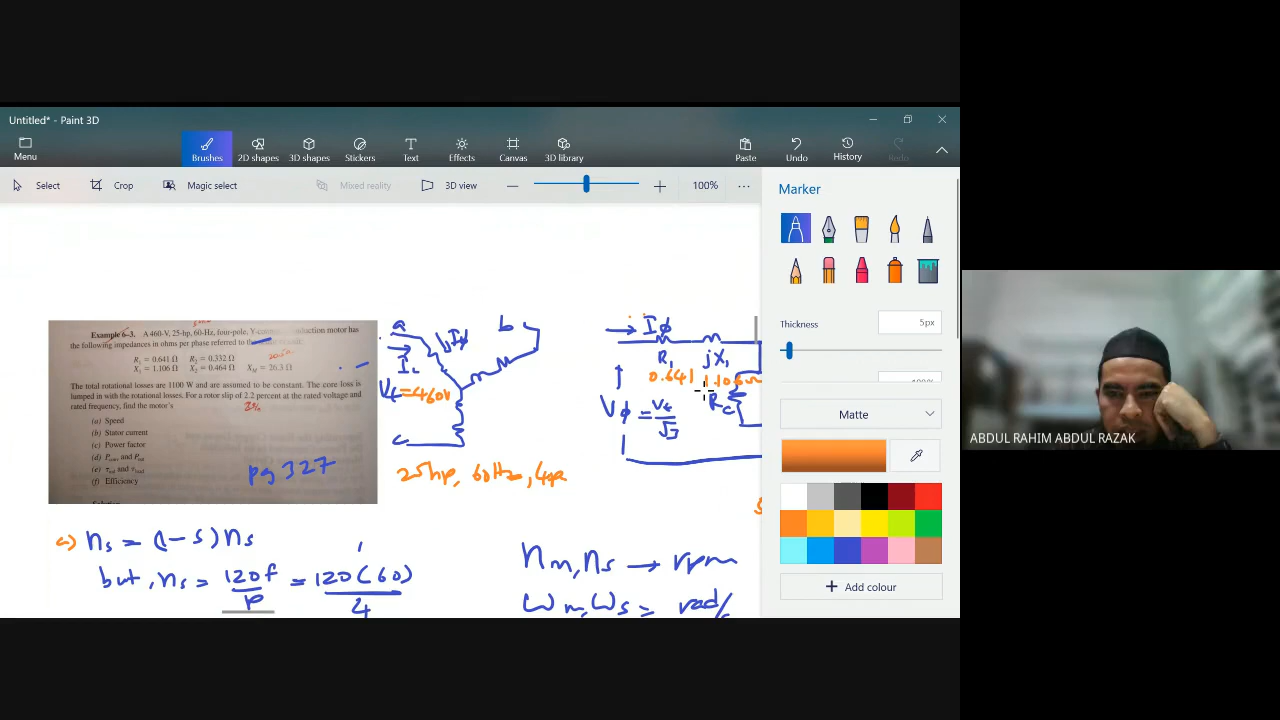 Untitled* - Paint 3D
Menu
Brushes
2D shapes
3D shapes
Stickers
Text
Effects
Canvas
3D library
Paste
Undo
History
Redo
Select
Crop
Magic select
Mixed reality
3D view
100%
Marker
Thickness
5px
Matte
Add colour
ABDUL RAHIM ABDUL RAZAK
Example 6-3. A 460-V, 25-hp, 60-Hz, four-pole, induction motor has
the following impedances in ohms per phase referred to the
R1 = 0.641 Ω R2 = 0.332 Ω
X1 = 1.106 Ω X2 = 0.464 Ω XM = 26.3 Ω
The total rotational losses are 1100 W and are assumed to be constant. The core loss is
lumped in with the rotational losses. For a rotor slip of 2.2 percent at the rated voltage and
rated frequency, find the motor's
3%
(a) Speed
(b) Stator current
(c) Power factor
(d) Pconv and Pout
(e) τind and τload
(f) Efficiency
Solution
pg 327
a
b
Iφ
IL
=460V
25hp, 60Hz, 4
Iφ
R1
jX1
0.641
1.106
Rc
Vφ =
√3
a) ns = (1-s) ns
but, ns = 120f/P = 120(60)/4
nm, ns → rpm
ωm, ωs = rad/s